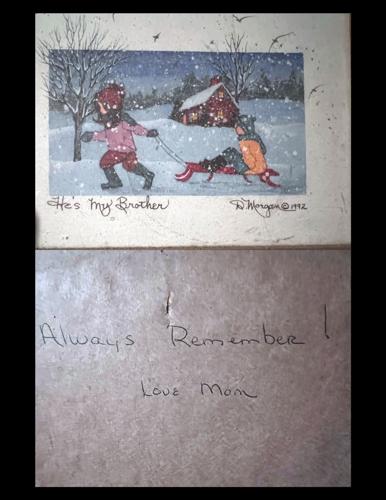 He's My Brother
D. Morgan © 1992
Always Remember!
Love Mom